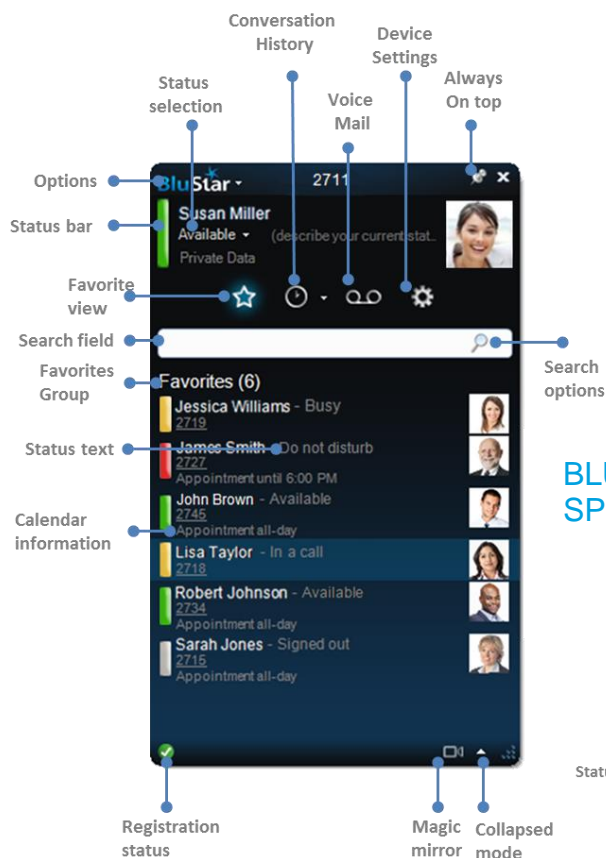 Conversation
History
Device
Settings
Status
selection
Voice
Mail
Always
On top
Options
BluStar
2711
Status bar
Susan Miller
Available
(describe your current stat..
Private Data
Favorite
view
Search field
Search
options
Favorites
Group
Favorites (6)
Jessica Williams - Busy
2719
Status text
James Smith - Do not disturb
2727
Appointment until 6:00 PM
John Brown - Available
2745
Appointment all-day
Calendar
information
Lisa Taylor - In a call
2718
Robert Johnson - Available
2734
Appointment all-day
Sarah Jones - Signed out
2715
Appointment all-day
BLU
SP
Statu
Registration
status
Magic
mirror
Collapsed
mode